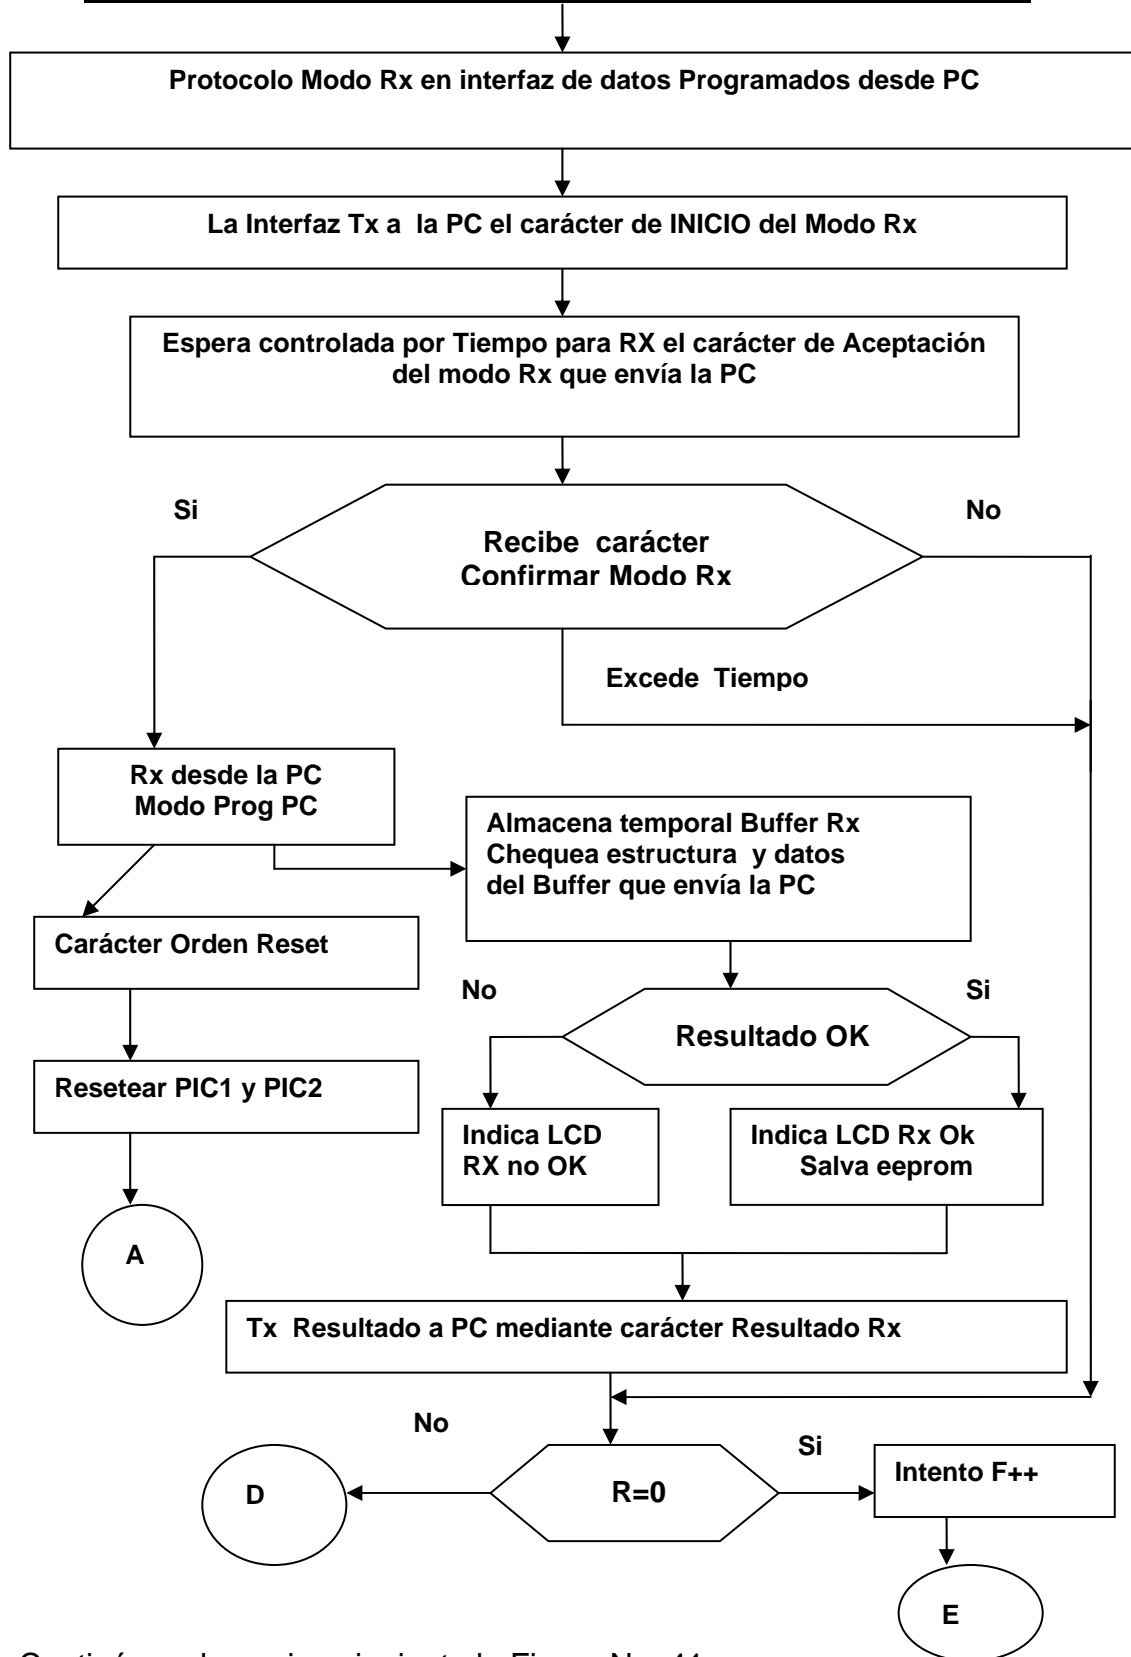 Protocolo Modo Rx en interfaz de datos Programados desde PC
La Interfaz Tx a la PC el carácter de INICIO del Modo Rx
Espera controlada por Tiempo para RX el carácter de Aceptación
del modo Rx que envía la PC
Si
No
Recibe carácter
Confirmar Modo Rx
Excede Tiempo
Rx desde la PC
Modo Prog PC
Almacena temporal Buffer Rx
Chequea estructura y datos
del Buffer que envía la PC
Carácter Orden Reset
No
Si
Resultado OK
Resetear PIC1 y PIC2
Indica LCD
RX no OK
Indica LCD Rx Ok
Salva eeprom
A
Tx Resultado a PC mediante carácter Resultado Rx
No
Si
D
R=0
Intento F++
E